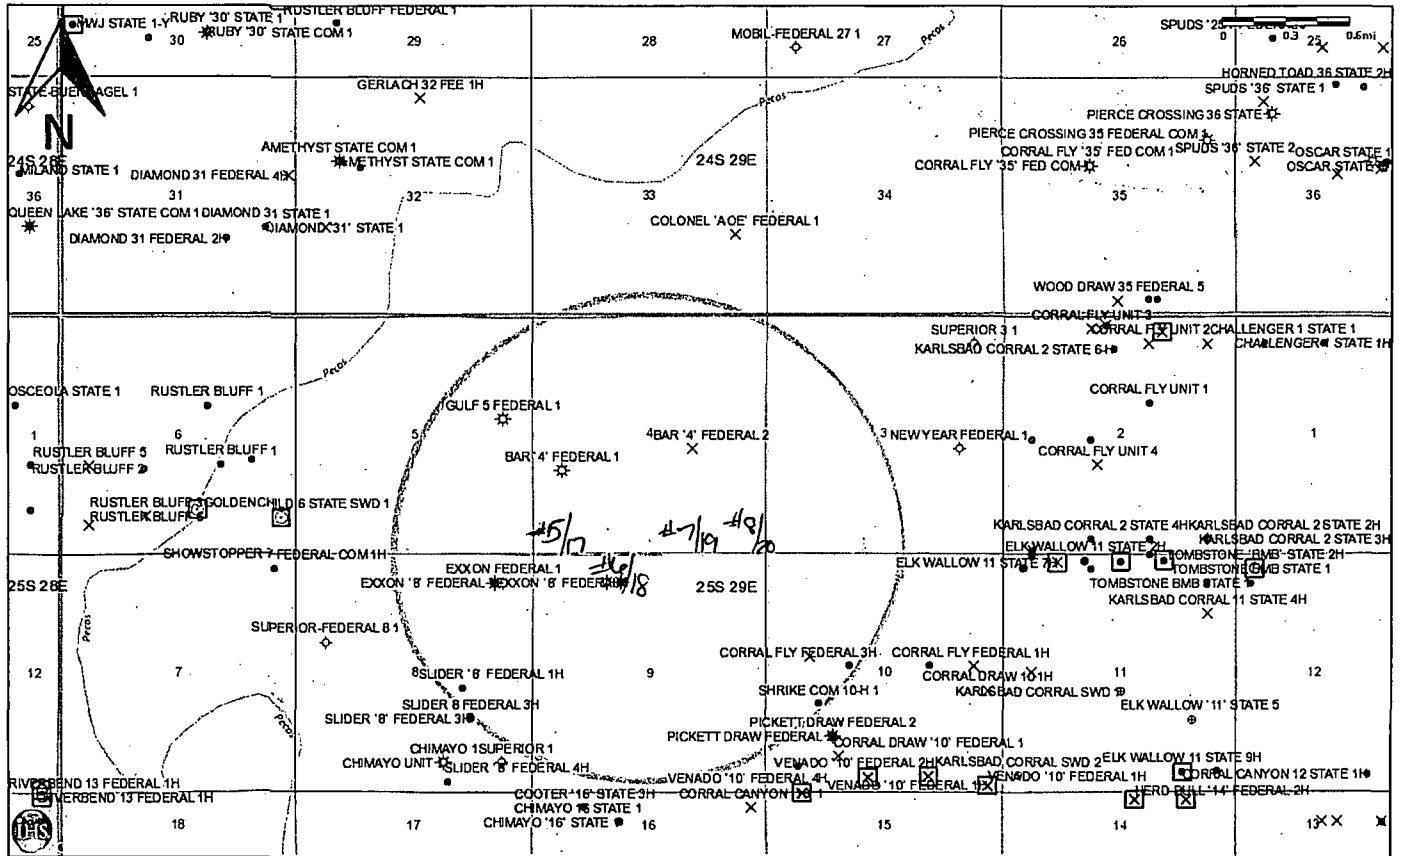 RUSTLER BLUFF FEDERAL 1
MWJ STATE 1-Y
RUBY '30' STATE 1
RUBY '30' STATE COM 1
25
30
29
28
27
26
25
MOBIL-FEDERAL 27 1
Pecos
0 0.3 0.6mi
GERLACH 32 FEE 1H
Pecos
HORNED TOAD 36 STATE 2H
SPUDS '36' STATE 1
PIERCE CROSSING 36 STATE
N
AMETHYST STATE COM 1
PIERCE CROSSING 35 FEDERAL COM 1
CORRAL FLY '35' FED COM 1
SPUDS '36' STATE 2
OSCAR STATE 1
24S 28E
24S 29E
CORRAL FLY '35' FED COM
OSCAR STATE
MILAND STATE 1
DIAMOND 31 FEDERAL 4H
36
31
32
33
34
35
36
QUEEN LAKE '36' STATE COM 1
DIAMOND 31 STATE 1
DIAMOND '31' STATE 1
DIAMOND 31 FEDERAL 2H
COLONEL 'AOE' FEDERAL 1
WOOD DRAW 35 FEDERAL 5
CORRAL FLY UNIT 3
SUPERIOR 3 1
CORRAL FLY UNIT 2
CHALLENGER 1 STATE 1
KARLSBAD CORRAL 2 STATE 6-H
CHALLENGER 1 STATE 1H
Pecos
OSCEOLA STATE 1
RUSTLER BLUFF 1
CORRAL FLY UNIT 1
GULF 5 FEDERAL 1
1
6
5
4
BAR '4' FEDERAL 2
3
NEW YEAR FEDERAL 1
2
1
RUSTLER BLUFF 5
RUSTLER BLUFF 1
BAR '4' FEDERAL 1
CORRAL FLY UNIT 4
RUSTLER BLUFF 2
RUSTLER BLUFF
GOLDENCHILD 6 STATE SWD 1
RUSTLER BLUFF
#5/17
#7/19
#8/20
KARLSBAD CORRAL 2 STATE 4H
KARLSBAD CORRAL 2 STATE 2H
KARLSBAD CORRAL 2 STATE 3H
SHOWSTOPPER 7 FEDERAL COM 1H
ELK WALLOW 11 STATE 2H
TOMBSTONE 'BMB' STATE 2H
EXXON FEDERAL 1
#6/18
ELK WALLOW 11 STATE
TOMBSTONE BMB STATE 1
25S 28E
EXXON '8' FEDERAL
EXXON '8' FEDERAL
25S 29E
TOMBSTONE BMB STATE
KARLSBAD CORRAL 11 STATE 4H
Pecos
SUPERIOR-FEDERAL 8 1
CORRAL FLY FEDERAL 3H
CORRAL FLY FEDERAL 1H
12
7
8
SLIDER '8' FEDERAL 1H
9
10
CORRAL DRAW 10 1H
11
12
SHRIKE COM 10-H 1
KARLSBAD CORRAL SWD
SLIDER 8 FEDERAL 3H
ELK WALLOW '11' STATE 5
SLIDER '8' FEDERAL 3H
PICKETT DRAW FEDERAL 2
Pecos
PICKETT DRAW FEDERAL
CORRAL DRAW '10' FEDERAL 1
CHIMAYO 1
SUPERIOR 1
CHIMAYO UNIT
SLIDER '8' FEDERAL 4H
VENADO '10' FEDERAL 2H
KARLSBAD CORRAL SWD 2
ELK WALLOW 11 STATE 9H
RIVERBEND 13 FEDERAL 1H
VENADO '10' FEDERAL 4H
VENADO '10' FEDERAL
VENADO '10' FEDERAL 1H
CORRAL CANYON 12 STATE 1H
RIVERBEND '13 FEDERAL 1H
COOTER '16' STATE 3H
CORRAL CANYON
HERD BULL '14' FEDERAL 2H
CHIMAYO 16 STATE 1
IHS
18
17
CHIMAYO '16' STATE
16
15
14
13